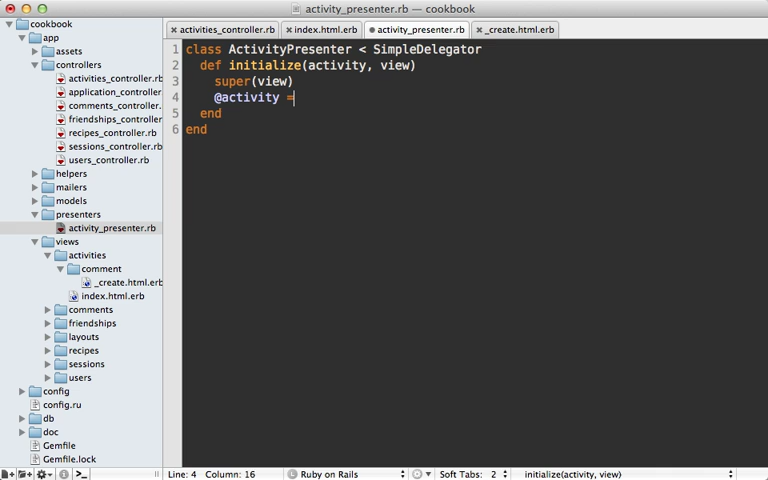 activity_presenter.rb — cookbook
cookbook
app
assets
controllers
activities_controller.rb
application_controller.rb
comments_controller.
friendships_controller.
recipes_controller.rb
sessions_controller.rb
users_controller.rb
helpers
mailers
models
presenters
activity_presenter.rb
views
activities
comment
_create.html.erb
index.html.erb
comments
friendships
layouts
recipes
sessions
users
config
config.ru
db
doc
Gemfile
Gemfile.lock
activities_controller.rb index.html.erb activity_presenter.rb _create.html.erb
1 class ActivityPresenter < SimpleDelegator
2 def initialize(activity, view)
3 super(view)
4 @activity =
5 end
6 end
Line: 4 Column: 16 Ruby on Rails Soft Tabs: 2 initialize(activity, view)